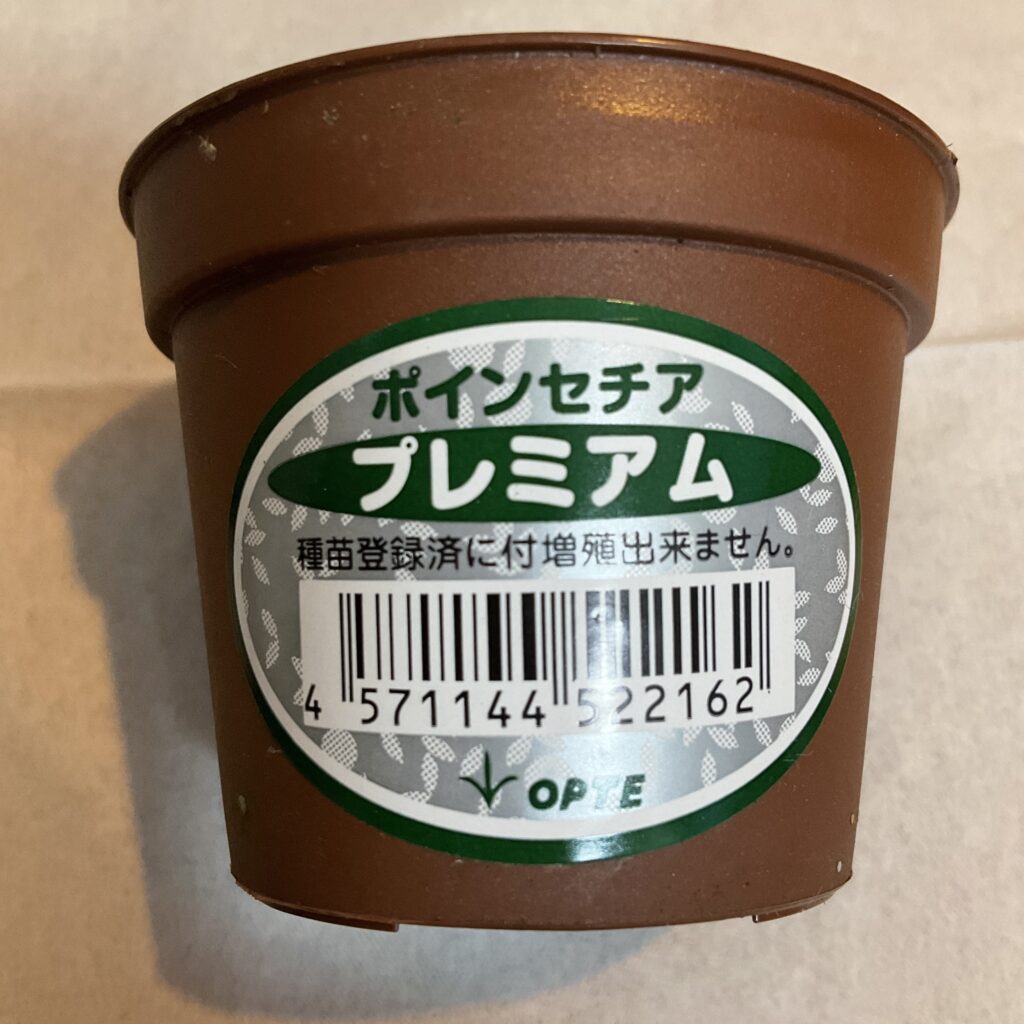 ポインセチア
プレミアム
種苗登録済に付増殖出来ません。
4 571144 522162
OPTE